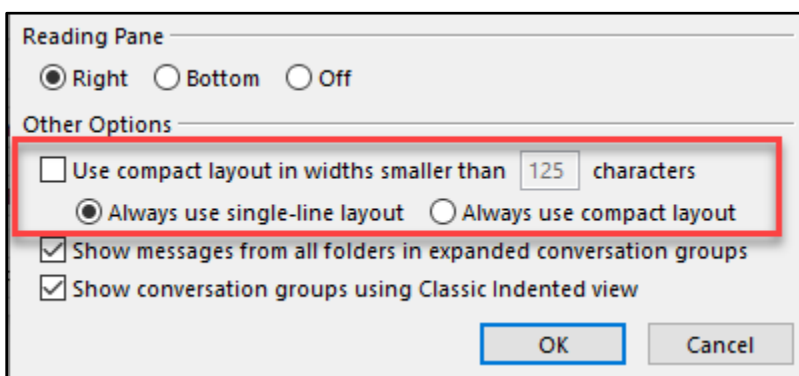 Reading Pane
Right Bottom Off
Other Options
Use compact layout in widths smaller than 125 characters
Always use single-line layout Always use compact layout
Show messages from all folders in expanded conversation groups
Show conversation groups using Classic Indented view
OK Cancel